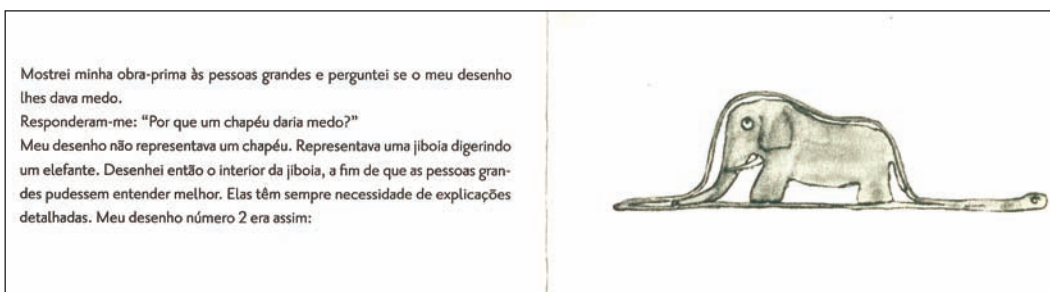 Mostrei minha obra-prima às pessoas grandes e perguntei se o meu desenho
lhes dava medo.
Responderam-me: “Por que um chapéu daria medo?”
Meu desenho não representava um chapéu. Representava uma jiboia digerindo
um elefante. Desenhei então o interior da jiboia, a fim de que as pessoas gran-
des pudessem entender melhor. Elas têm sempre necessidade de explicações
detalhadas. Meu desenho número 2 era assim: